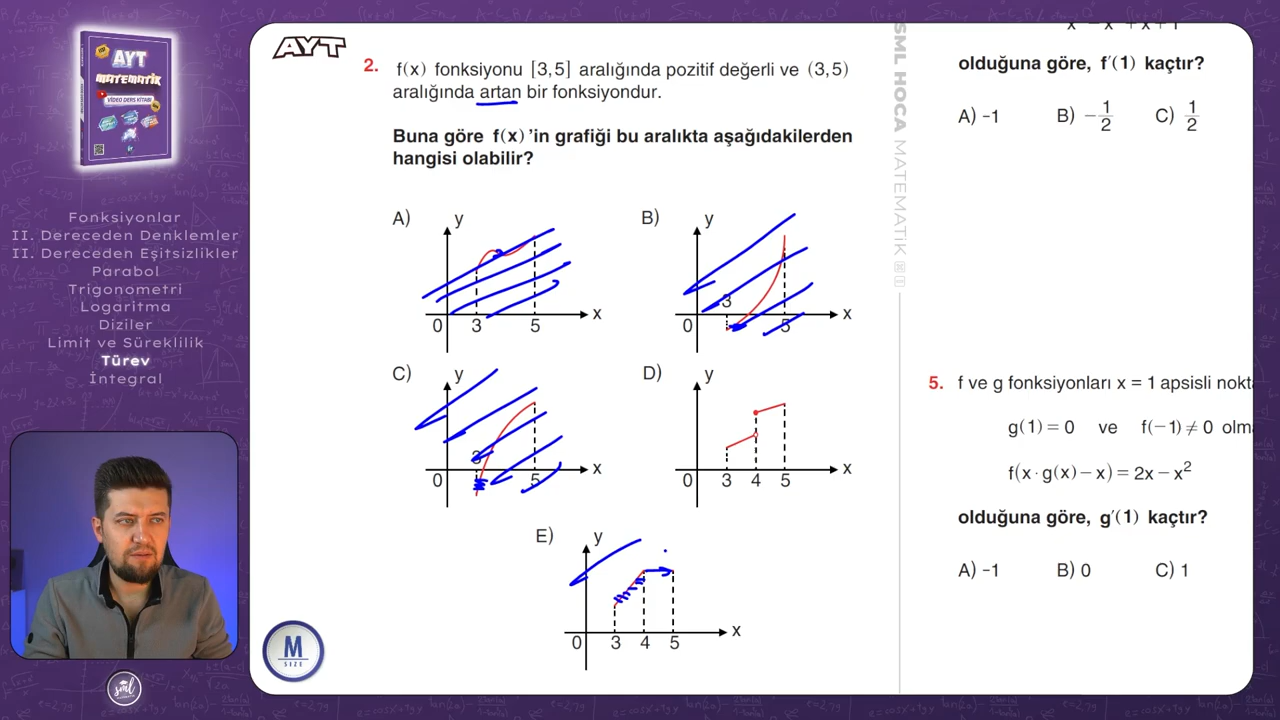 AYT
MATEMATİK
VİDEO DERS KİTABI
Fonksiyonlar
II. Dereceden Denklemler
II. Dereceden Eşitsizlikler
Parabol
Trigonometri
Logaritma
Diziler
Limit ve Süreklilik
Türev
İntegral
sml
AYT
2. f(x) fonksiyonu [3,5] aralığında pozitif değerli ve (3,5)
aralığında artan bir fonksiyondur.
Buna göre f(x)'in grafiği bu aralıkta aşağıdakilerden
hangisi olabilir?
A) y x 0 3 5
B) y x 0 3 5
C) y x 0 3 5
D) y x 0 3 4 5
E) y x 0 3 4 5
M
SIZE
SML HOCA MATEMATİK
olduğuna göre, f′(1) kaçtır?
A) -1 B) -1/2 C) 1/2
5. f ve g fonksiyonları x = 1 apsisli
g(1) = 0 ve f(−1) ≠ 0
f(x · g(x) − x) = 2x − x²
olduğuna göre, g′(1) kaçtır?
A) -1 B) 0 C) 1